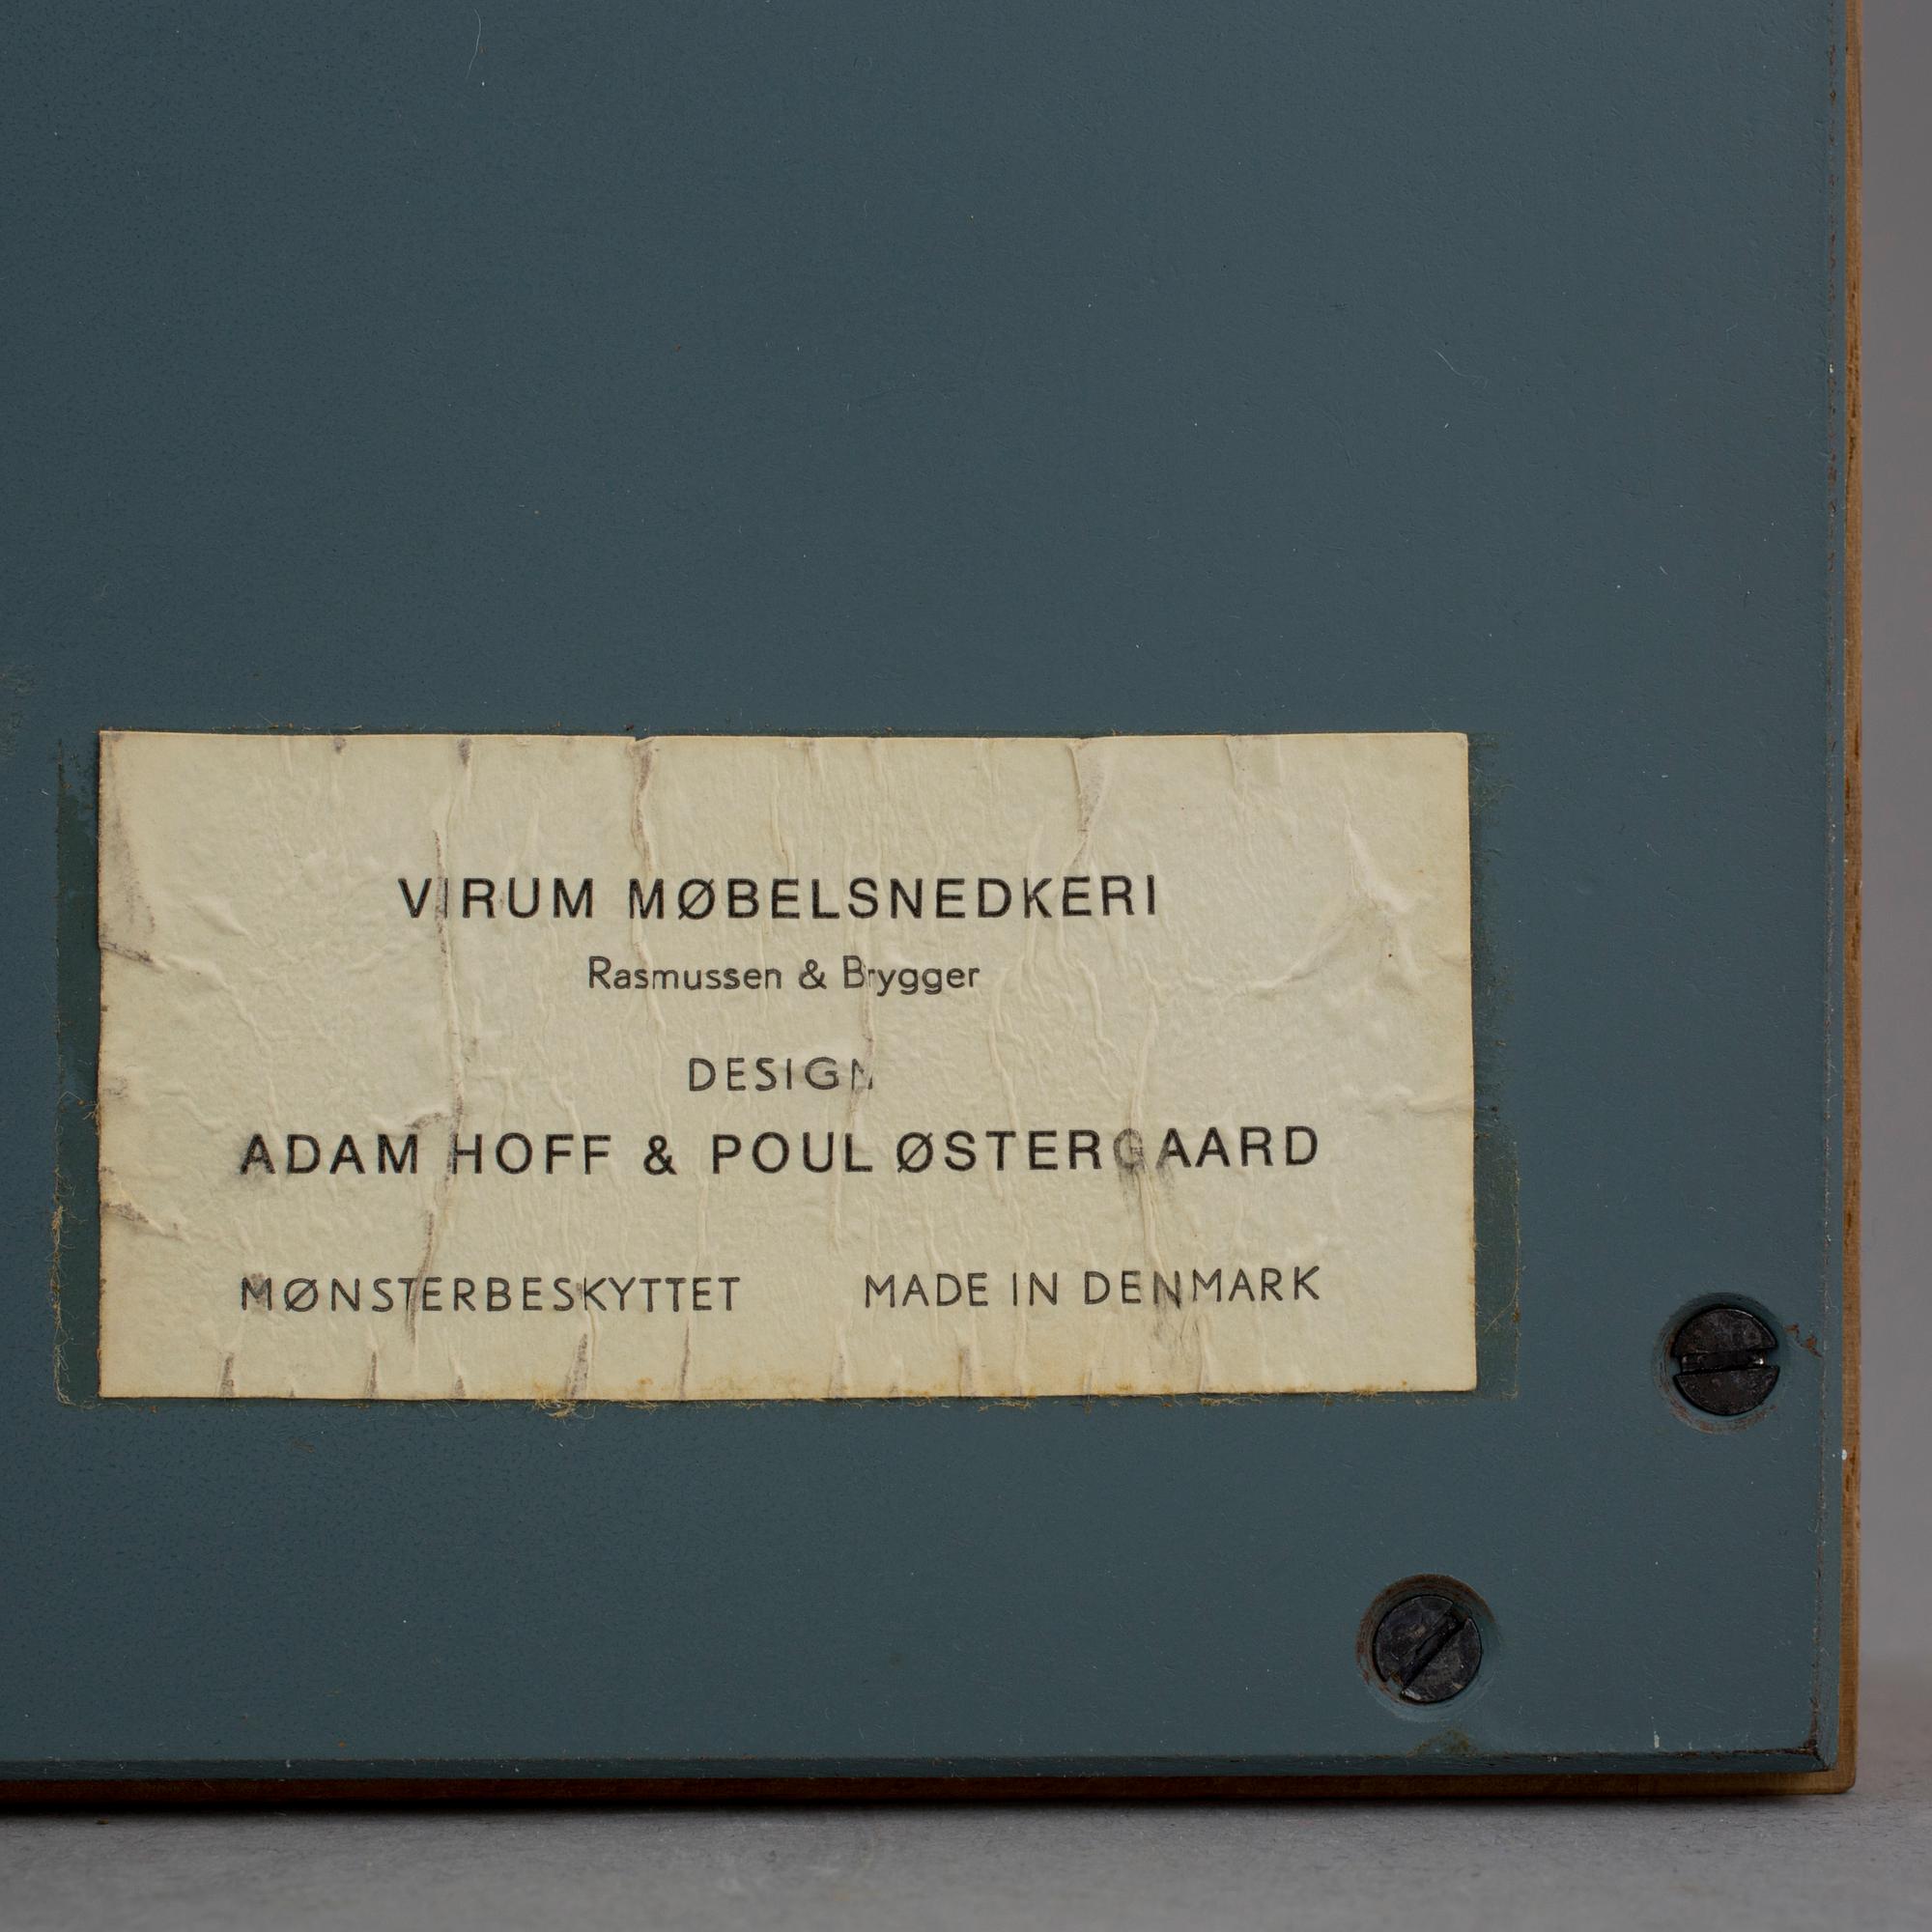 VIRUM MØBELSNEDKERI
Rasmussen & Brygger
DESIGN
ADAM HOFF & POUL ØSTERGAARD
MØNSTERBESKYTTET MADE IN DENMARK